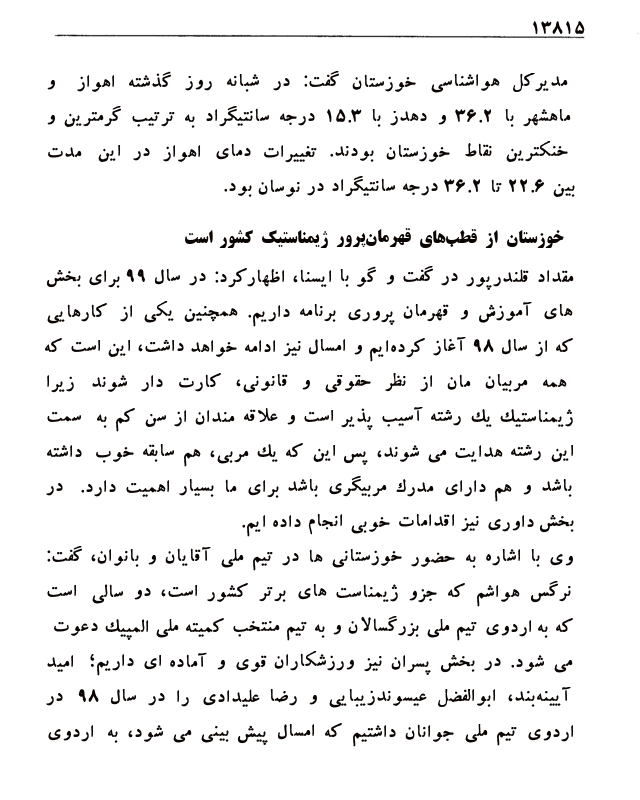 ۱۳۸۱۵
مدیرکل هواشناسی خوزستان گفت: در شبانه روز گذشته اهواز و
ماهشهر با ۳۶.۲ و دهدز با ۱۵.۳ درجه سانتیگراد به ترتیب گرمترین و
خنکترین نقاط خوزستان بودند. تغییرات دمای اهواز در این مدت
بین ۲۲.۶ تا ۳۶.۲ درجه سانتیگراد در نوسان بود.
خوزستان از قطب‌های قهرمان‌پرور ژیمناستیک کشور است
مقداد قلندرپور در گفت و گو با ایسنا، اظهارکرد: در سال ۹۹ برای بخش
های آموزش و قهرمان پروری برنامه داریم. همچنین یکی از کارهایی
که از سال ۹۸ آغاز کرده‌ایم و امسال نیز ادامه خواهد داشت، این است که
همه مربیان مان از نظر حقوقی و قانونی، کارت دار شوند زیرا
ژیمناستیك یك رشته آسیب پذیر است و علاقه مندان از سن کم به سمت
این رشته هدایت می شوند، پس این که یك مربی، هم سابقه خوب داشته
باشد و هم دارای مدرك مربیگری باشد برای ما بسیار اهمیت دارد. در
بخش داوری نیز اقدامات خوبی انجام داده ایم.
وی با اشاره به حضور خوزستانی ها در تیم ملی آقایان و بانوان، گفت:
نرگس هواشم که جزو ژیمناست های برتر کشور است، دو سالی است
که به اردوی تیم ملی بزرگسالان و به تیم منتخب کمیته ملی المپیك دعوت
می شود. در بخش پسران نیز ورزشکاران قوی و آماده ای داریم؛ امید
آیینه‌بند، ابوالفضل عیسوندزیبایی و رضا علیدادی را در سال ۹۸ در
اردوی تیم ملی جوانان داشتیم که امسال پیش بینی می شود، به اردوی